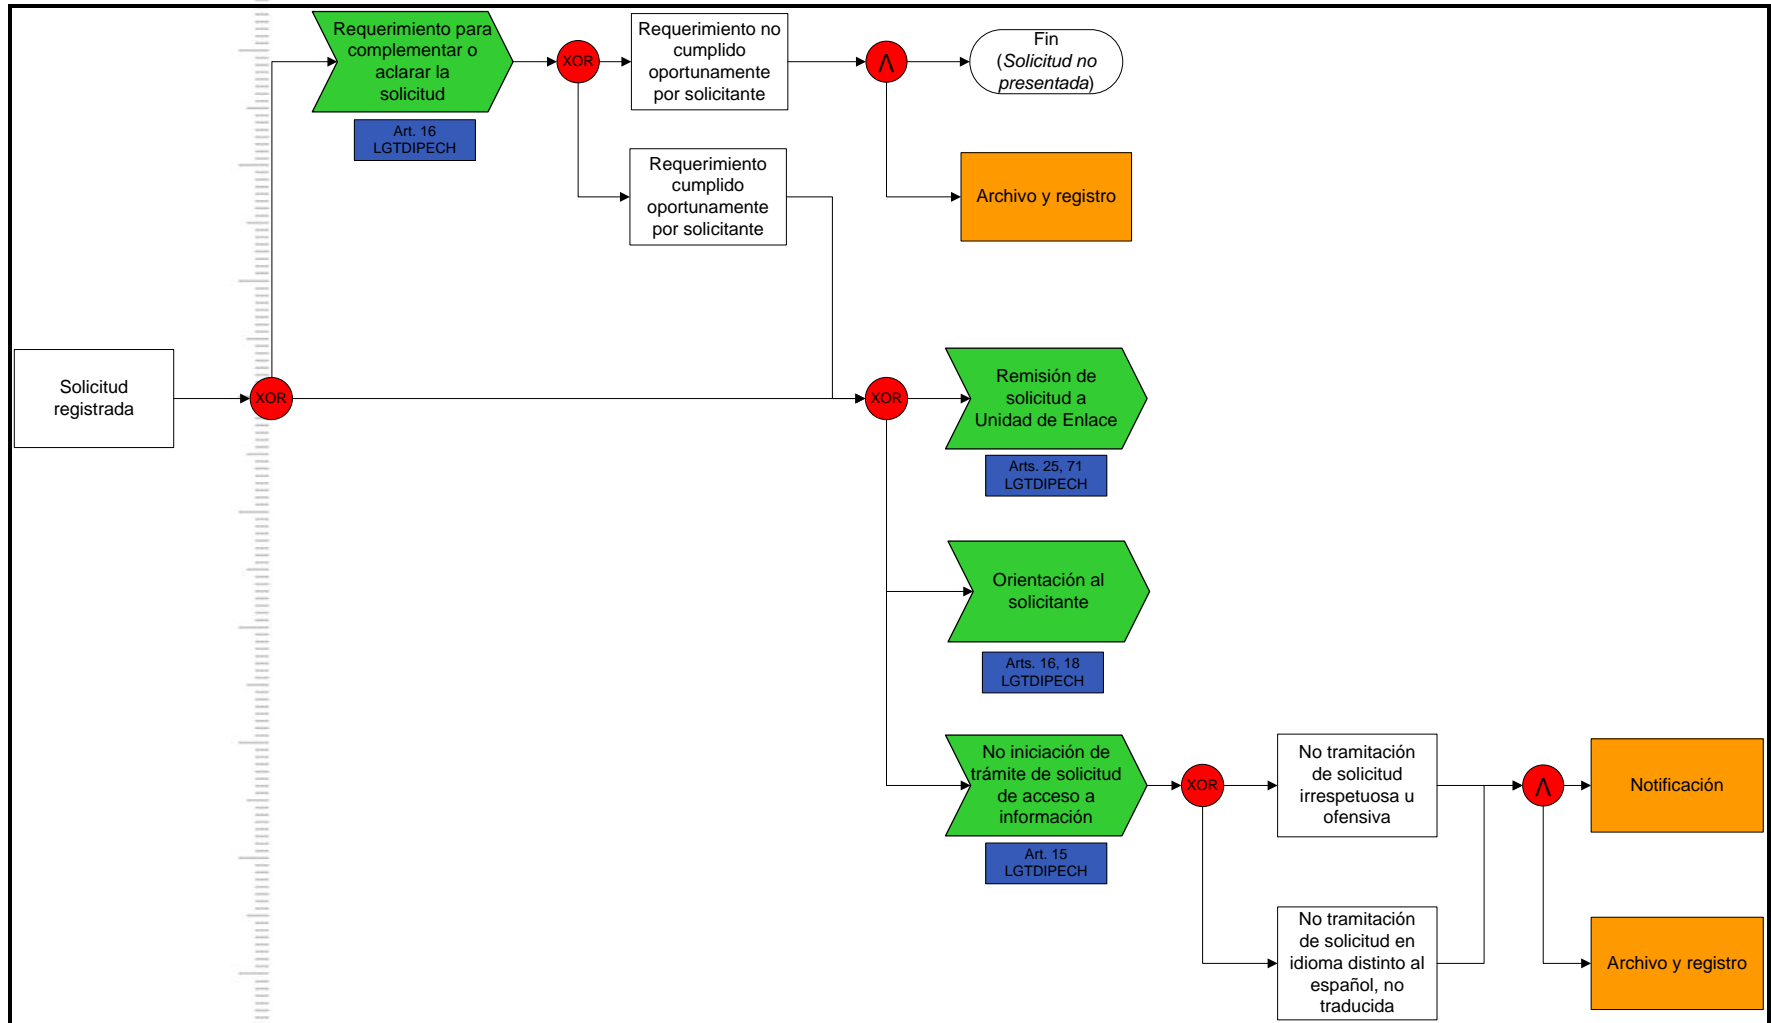 Requerimiento para
complementar o
aclarar la
solicitud
Art. 16
LGTDIPECH
XOR
Requerimiento no
cumplido
oportunamente
por solicitante
Λ
Fin
(Solicitud no
presentada)
Requerimiento
cumplido
oportunamente
por solicitante
Archivo y registro
Solicitud
registrada
XOR
XOR
Remisión de
solicitud a
Unidad de Enlace
Arts. 25, 71
LGTDIPECH
Orientación al
solicitante
Arts. 16, 18
LGTDIPECH
No iniciación de
trámite de solicitud
de acceso a
información
Art. 15
LGTDIPECH
XOR
No tramitación
de solicitud
irrespetuosa u
ofensiva
Λ
Notificación
No tramitación
de solicitud en
idioma distinto al
español, no
traducida
Archivo y registro